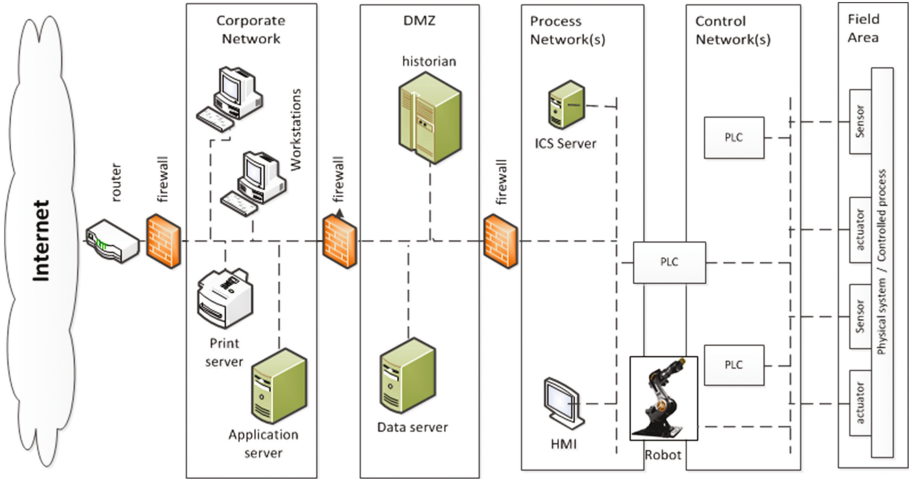 Internet
router
firewall
Corporate
Network
Workstations
Print
server
Application
server
firewall
DMZ
historian
Data server
firewall
Process
Network(s)
ICS Server
HMI
PLC
Robot
Control
Network(s)
PLC
PLC
Field
Area
Sensor
actuator
Sensor
actuator
Physical system / Controlled process